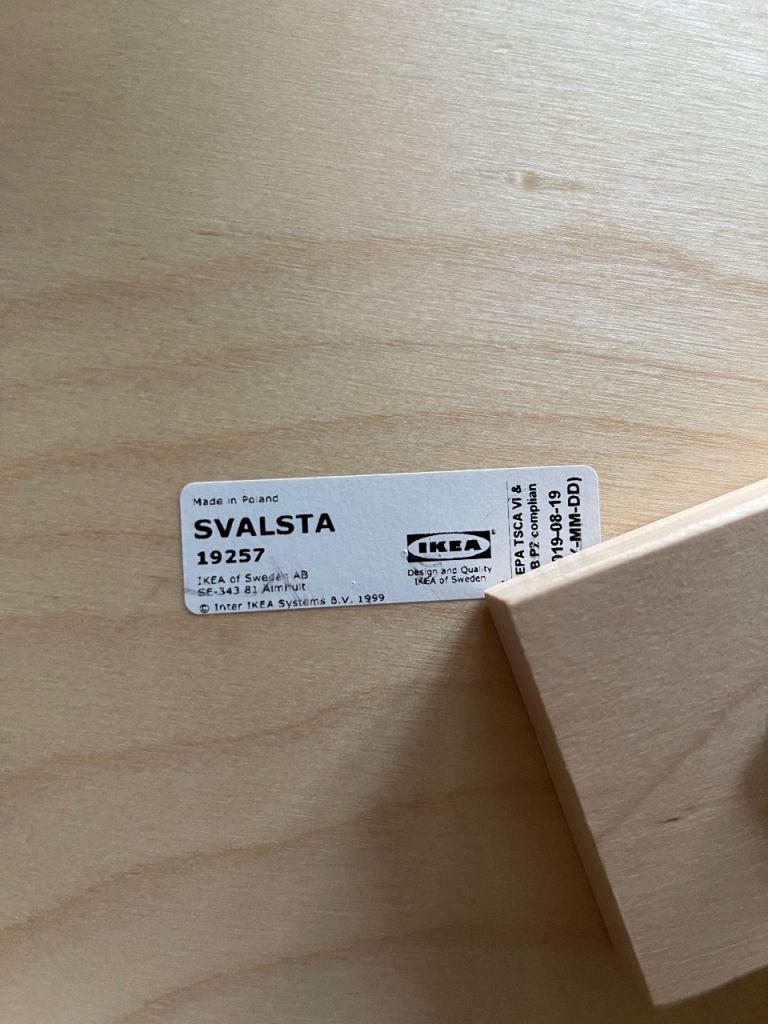 Made in Poland
SVALSTA
19257
IKEA of Sweden AB
SE-343 81 Älmhult
© Inter IKEA Systems B.V. 1999
IKEA®
Design and Quality
IKEA of Sweden
EPA TSCA VI &
P2 complian
08-19
MM-DD)